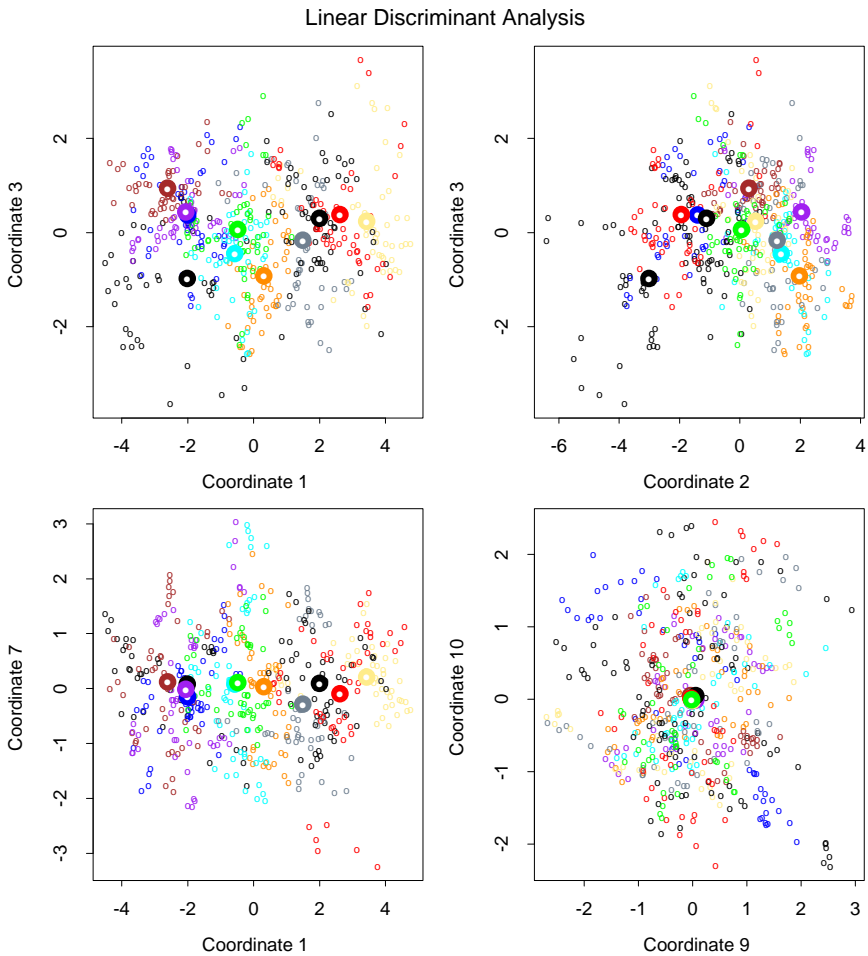 Linear Discriminant Analysis
Coordinate 3
2
0
-2
-4 -2 0 2 4
Coordinate 1
Coordinate 3
2
0
-2
-6 -4 -2 0 2 4
Coordinate 2
Coordinate 7
3
2
1
0
-1
-2
-3
-4 -2 0 2 4
Coordinate 1
Coordinate 10
2
1
0
-1
-2
-2 -1 0 1 2 3
Coordinate 9